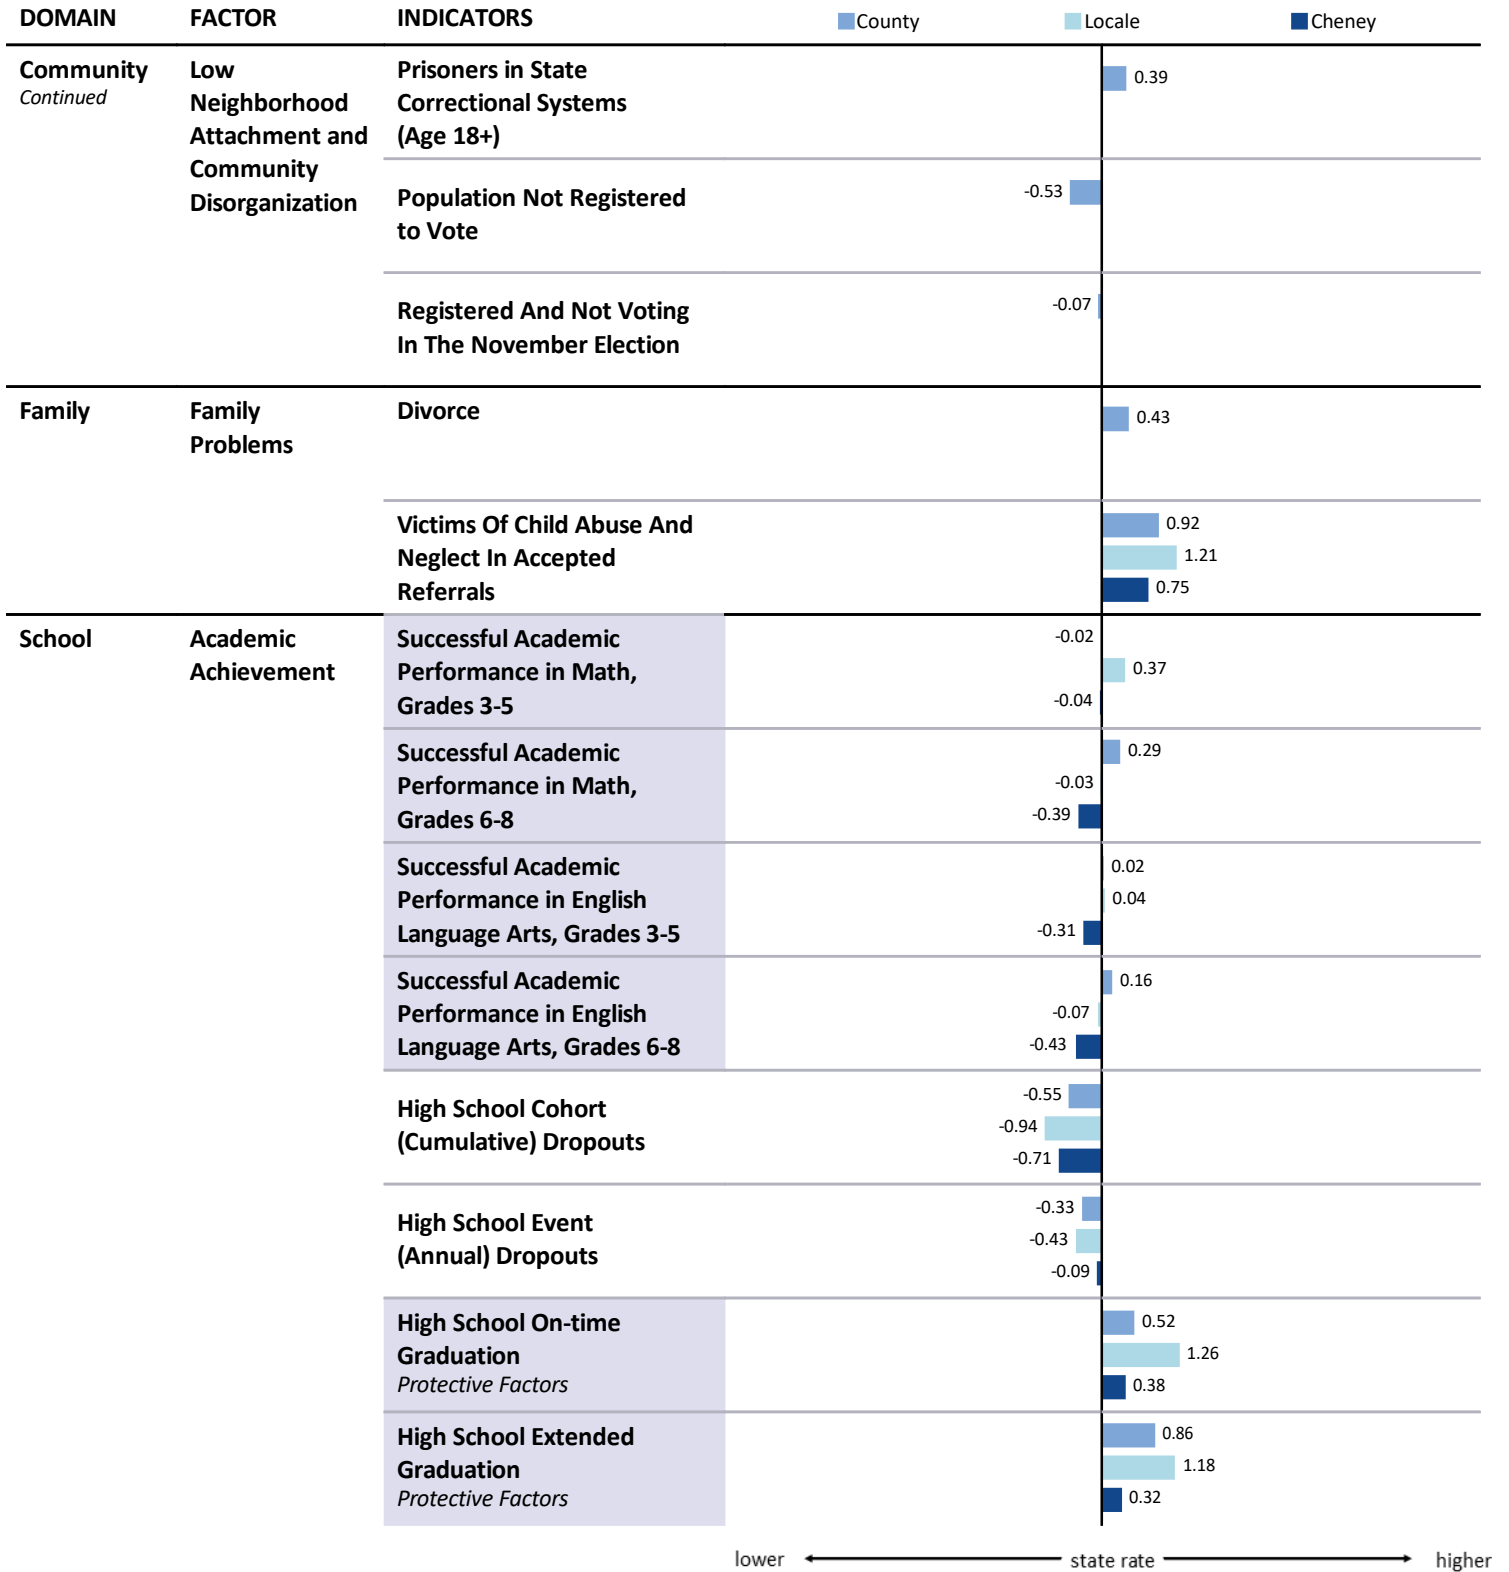 DOMAIN FACTOR INDICATORS County Locale Cheney
Community
Continued
Low
Neighborhood
Attachment and
Community
Disorganization
Prisoners in State
Correctional Systems
(Age 18+)
0.39
Population Not Registered
to Vote
-0.53
Registered And Not Voting
In The November Election
-0.07
Family
Family
Problems
Divorce
0.43
Victims Of Child Abuse And
Neglect In Accepted
Referrals
0.92
1.21
0.75
School
Academic
Achievement
Successful Academic
Performance in Math,
Grades 3-5
-0.02
0.37
-0.04
Successful Academic
Performance in Math,
Grades 6-8
0.29
-0.03
-0.39
Successful Academic
Performance in English
Language Arts, Grades 3-5
0.02
0.04
-0.31
Successful Academic
Performance in English
Language Arts, Grades 6-8
0.16
-0.07
-0.43
High School Cohort
(Cumulative) Dropouts
-0.55
-0.94
-0.71
High School Event
(Annual) Dropouts
-0.33
-0.43
-0.09
High School On-time
Graduation
Protective Factors
0.52
1.26
0.38
High School Extended
Graduation
Protective Factors
0.86
1.18
0.32
lower state rate higher